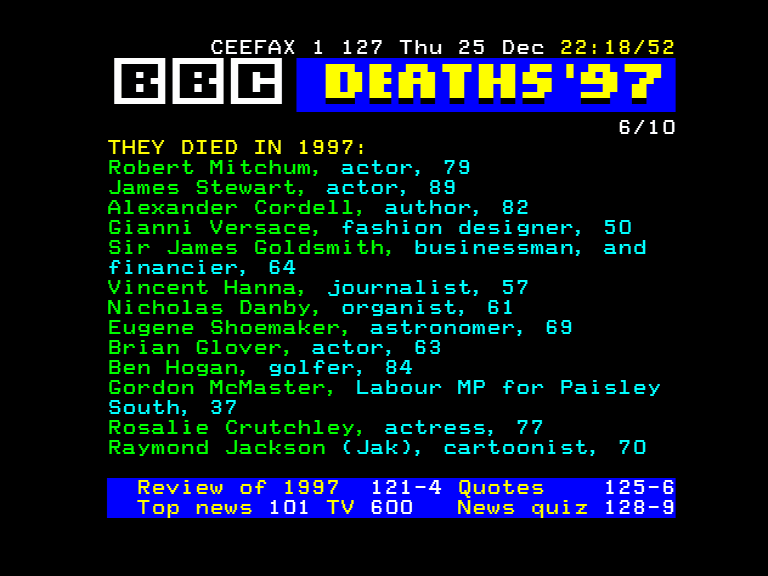 CEEFAX 1 127 Thu 25 Dec 22:18/52
BBC DEATHS'97
6/10
THEY DIED IN 1997:
Robert Mitchum, actor, 79
James Stewart, actor, 89
Alexander Cordell, author, 82
Gianni Versace, fashion designer, 50
Sir James Goldsmith, businessman, and
financier, 64
Vincent Hanna, journalist, 57
Nicholas Danby, organist, 61
Eugene Shoemaker, astronomer, 69
Brian Glover, actor, 63
Ben Hogan, golfer, 84
Gordon McMaster, Labour MP for Paisley
South, 37
Rosalie Crutchley, actress, 77
Raymond Jackson (Jak), cartoonist, 70
Review of 1997 121-4 Quotes 125-6
Top news 101 TV 600 News quiz 128-9